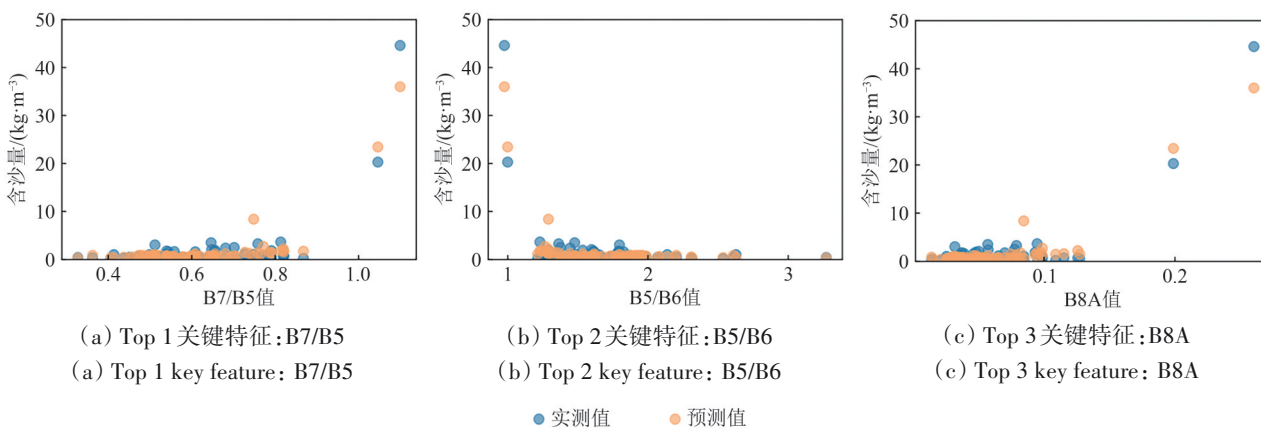 50
40
30
20
10
0
含沙量/(kg·m⁻³)
0.4 0.6 0.8 1.0
B7/B5值
(a) Top 1关键特征:B7/B5
(a) Top 1 key feature: B7/B5
50
40
30
20
10
0
含沙量/(kg·m⁻³)
1 2 3
B5/B6值
(b) Top 2关键特征:B5/B6
(b) Top 2 key feature: B5/B6
50
40
30
20
10
0
含沙量/(kg·m⁻³)
0.1 0.2
B8A值
(c) Top 3关键特征:B8A
(c) Top 3 key feature: B8A
实测值 预测值